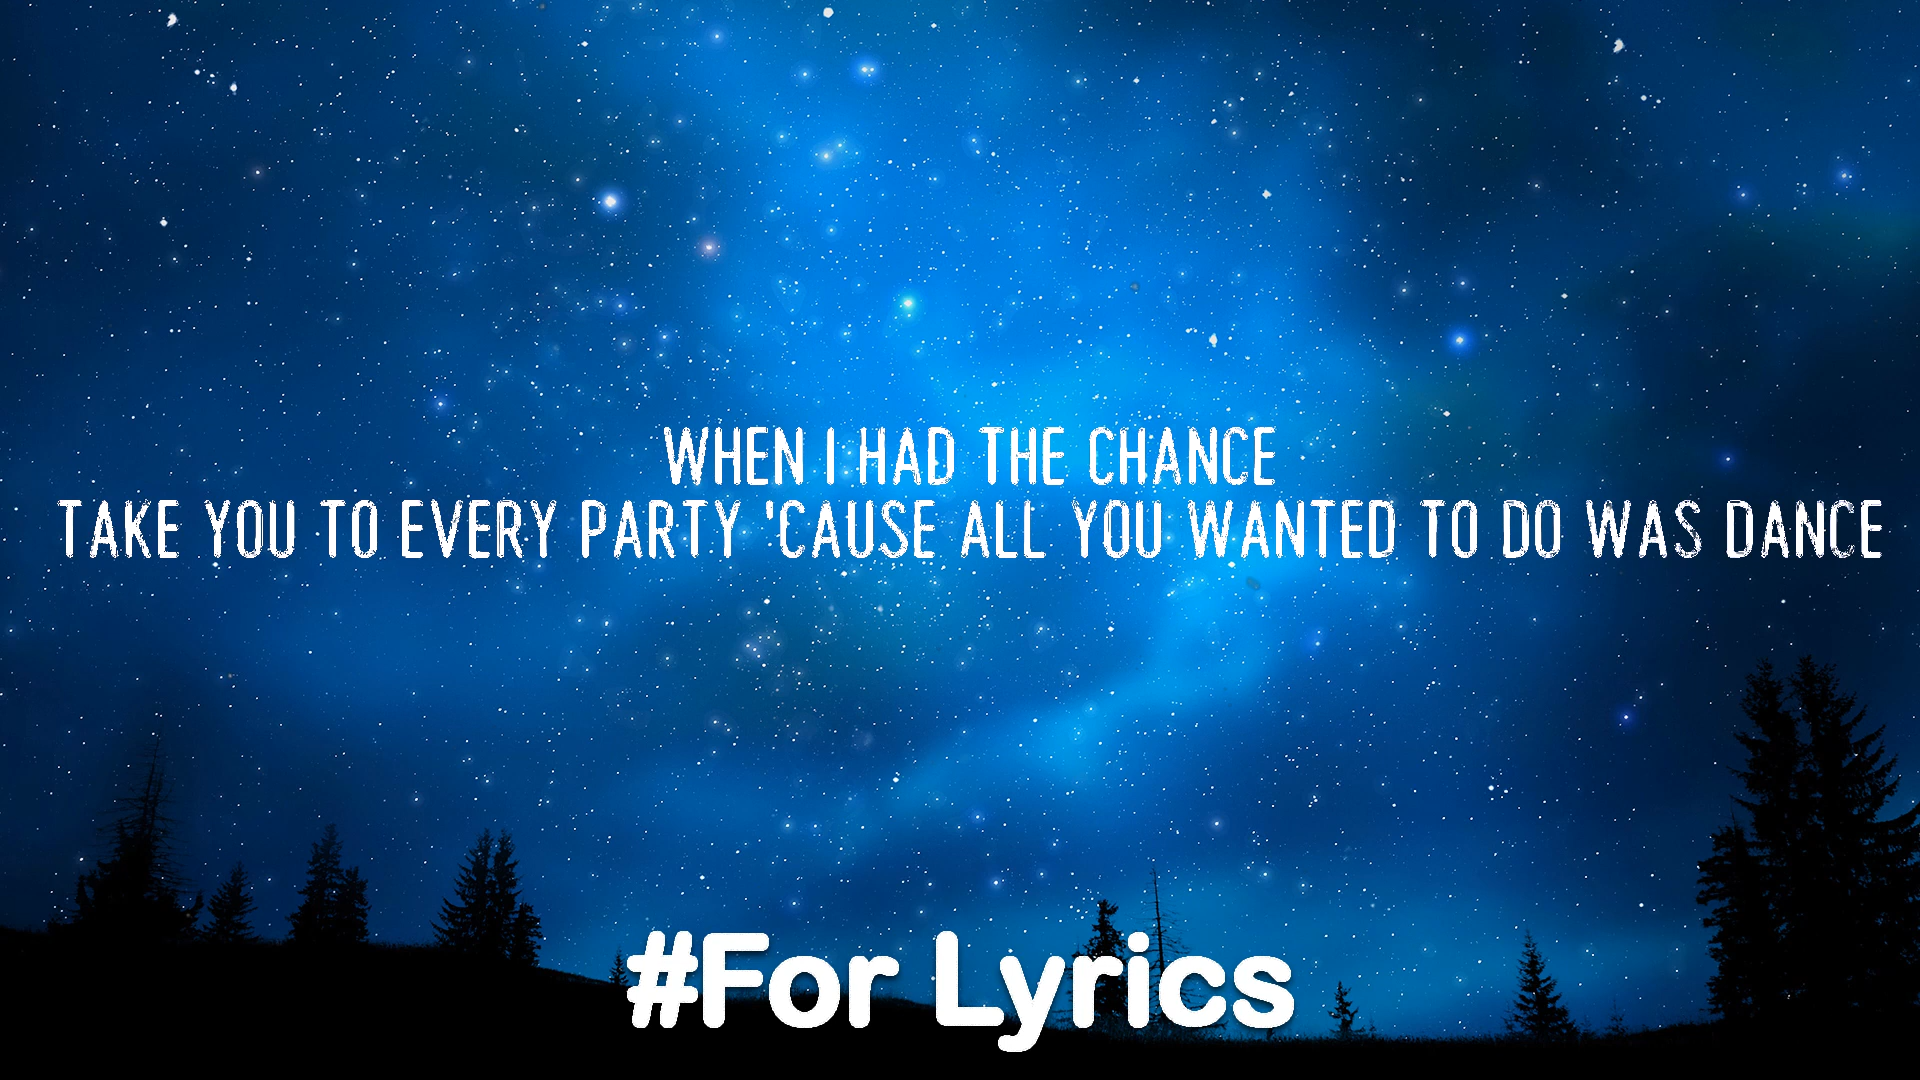 WHEN I HAD THE CHANCE
TAKE YOU TO EVERY PARTY 'CAUSE ALL YOU WANTED TO DO WAS DANCE
#For Lyrics